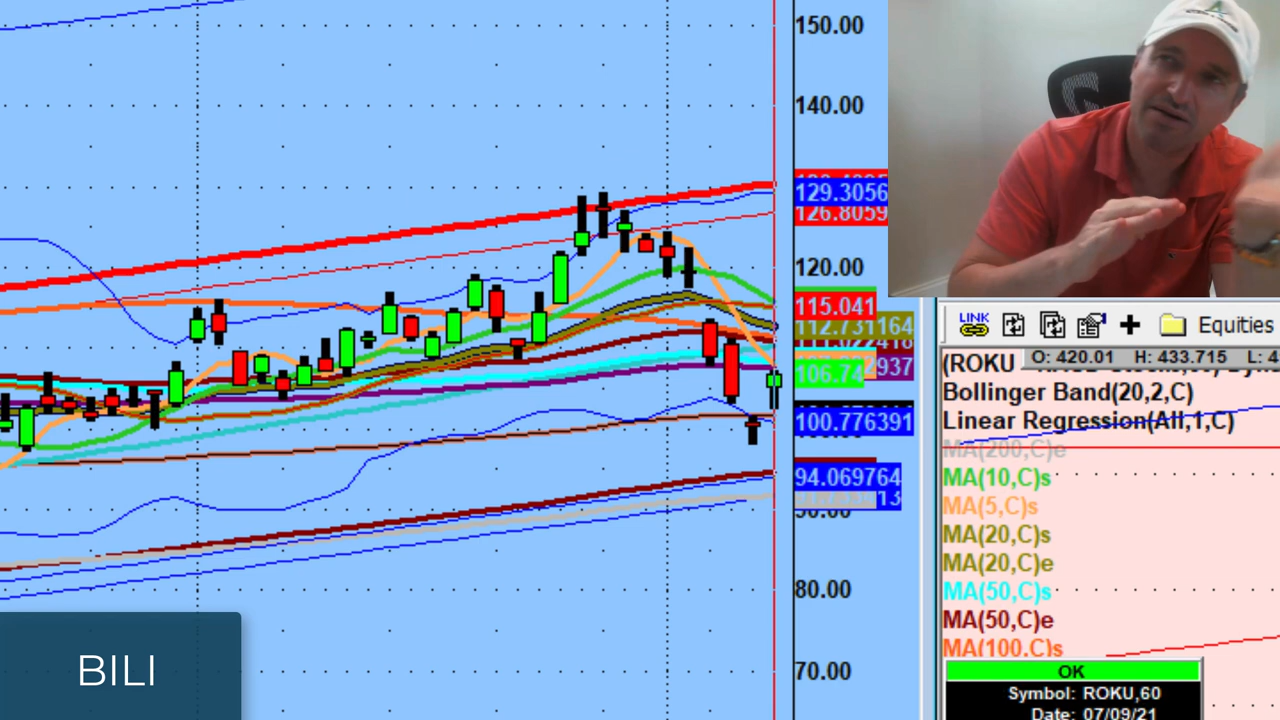 150.00
140.00
129.3056
126.8059
120.00
115.041
112.731164
106.74
100.776391
94.069764
80.00
70.00
BILI
LINK
Equities
(ROKU
O: 420.01 H: 433.715 L: 4
Bollinger Band(20,2,C)
Linear Regression(All,1,C)
MA(200,C)e
MA(10,C)s
MA(5,C)s
MA(20,C)s
MA(20,C)e
MA(50,C)s
MA(50,C)e
MA(100,C)s
OK
Symbol: ROKU,60
Date: 07/09/21